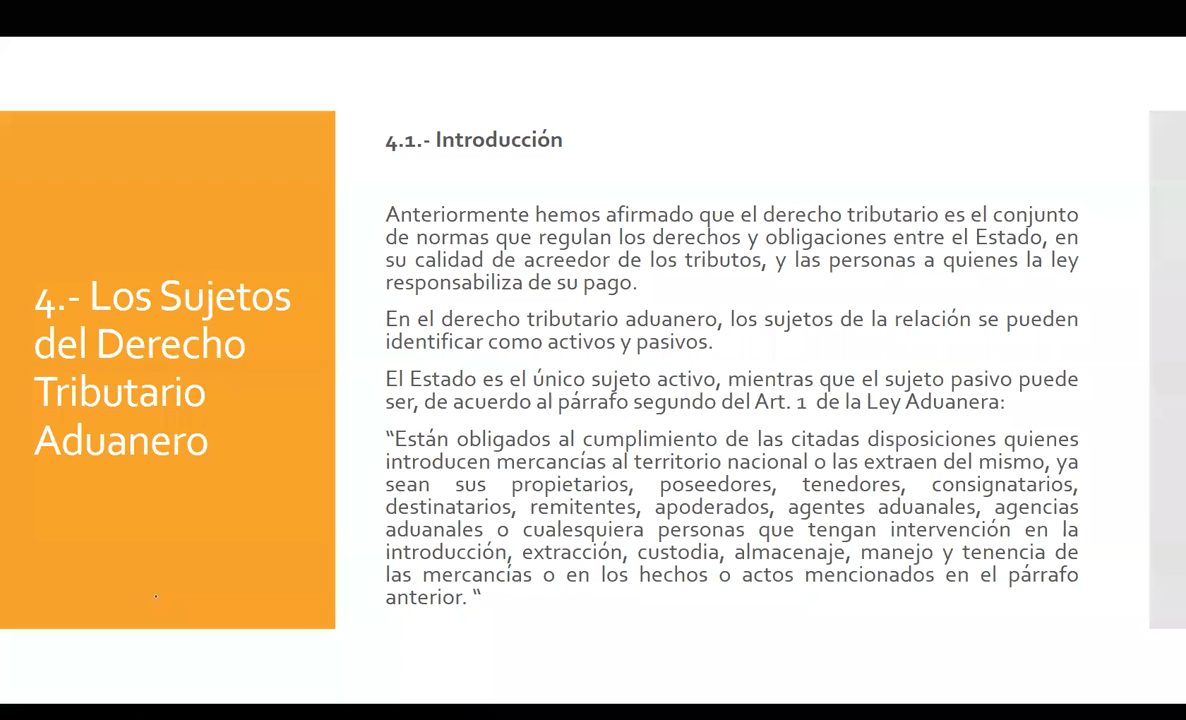 4.- Los Sujetos
del Derecho
Tributario
Aduanero
4.1.- Introducción
Anteriormente hemos afirmado que el derecho tributario es el conjunto
de normas que regulan los derechos y obligaciones entre el Estado, en
su calidad de acreedor de los tributos, y las personas a quienes la ley
responsabiliza de su pago.
En el derecho tributario aduanero, los sujetos de la relación se pueden
identificar como activos y pasivos.
El Estado es el único sujeto activo, mientras que el sujeto pasivo puede
ser, de acuerdo al párrafo segundo del Art. 1 de la Ley Aduanera:
“Están obligados al cumplimiento de las citadas disposiciones quienes
introducen mercancías al territorio nacional o las extraen del mismo, ya
sean sus propietarios, poseedores, tenedores, consignatarios,
destinatarios, remitentes, apoderados, agentes aduanales, agencias
aduanales o cualesquiera personas que tengan intervención en la
introducción, extracción, custodia, almacenaje, manejo y tenencia de
las mercancías o en los hechos o actos mencionados en el párrafo
anterior. “